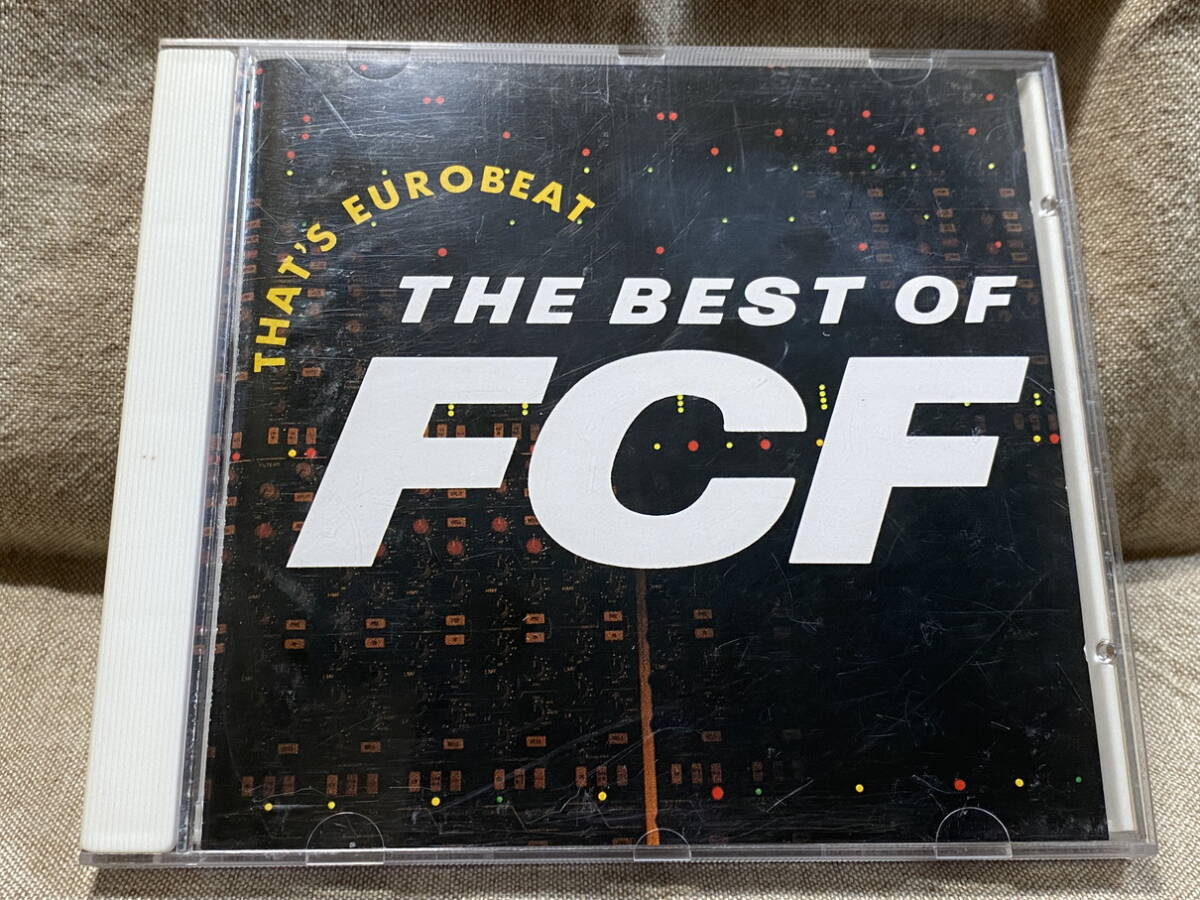 THAT'S EUROBEAT
THE BEST OF
FCF